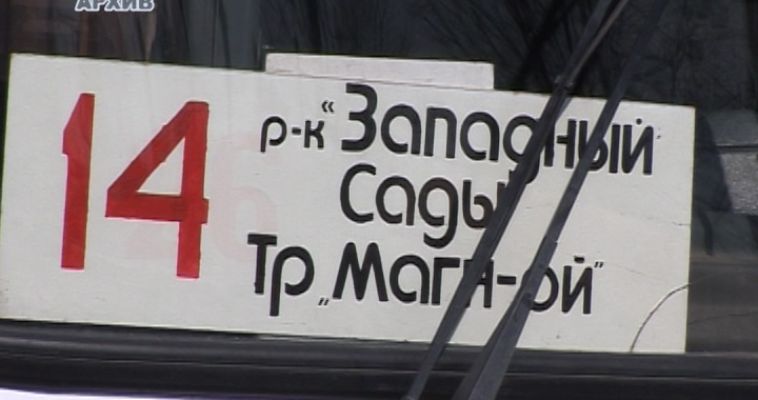 АРХИВ
14
р-к "Западный"
Сады
Тр. "Магн-ой"